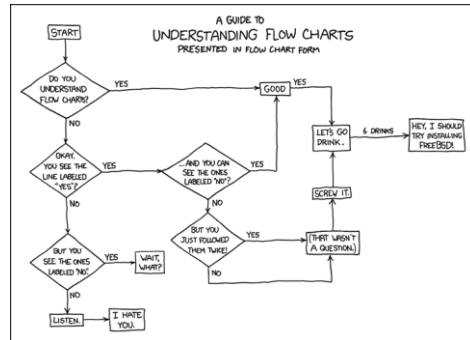 A GUIDE TO
UNDERSTANDING FLOW CHARTS
PRESENTED IN FLOW CHART FORM
START
DO YOU
UNDERSTAND
FLOW CHARTS?
YES
GOOD
YES
LET'S GO
DRINK.
6 DRINKS
HEY, I SHOULD
TRY INSTALLING
FREEBSD!
NO
OKAY.
YOU SEE THE
LINE LABELED
"YES"?
YES
...AND YOU CAN
SEE THE ONES
LABELED "NO"?
YES
NO
BUT YOU
JUST FOLLOWED
THEM TWICE!
YES
NO
(THAT WASN'T
A QUESTION.)
SCREW IT.
NO
BUT YOU
SEE THE ONES
LABELED "NO".
YES
WAIT,
WHAT?
NO
LISTEN.
I HATE
YOU.